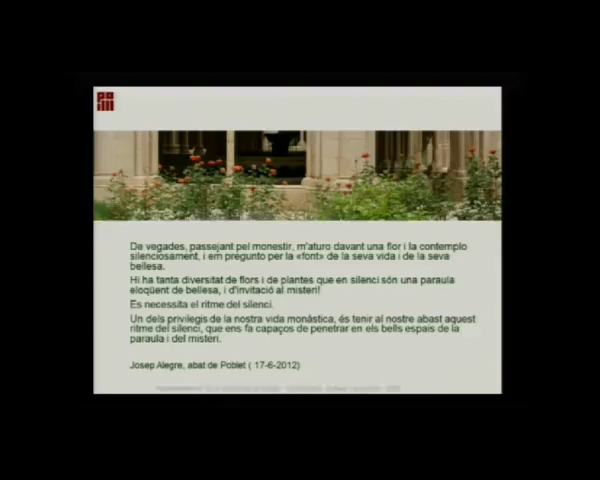 De vegades, passejant pel monestir, m'aturo davant una flor i la contemplo
silenciosament, i em pregunto per la «font» de la seva vida i de la seva
bellesa.
Hi ha tanta diversitat de flors i de plantes que en silenci són una paraula
eloqüent de bellesa, i d'invitació al misteri!
Es necessita el ritme del silenci.
Un dels privilegis de la nostra vida monàstica, és tenir al nostre abast aquest
ritme del silenci, que ens fa capaços de penetrar en els bells espais de la
paraula i del misteri.
Josep Alegre, abat de Poblet ( 17-6-2012)